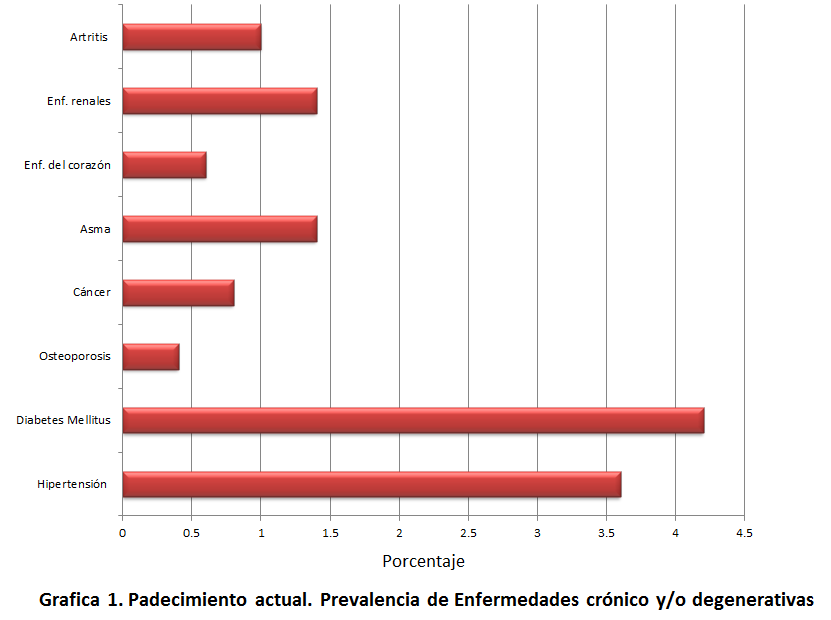 Artritis
Enf. renales
Enf. del corazón
Asma
Cáncer
Osteoporosis
Diabetes Mellitus
Hipertensión
0 0.5 1 1.5 2 2.5 3 3.5 4 4.5
Porcentaje
Grafica 1. Padecimiento actual. Prevalencia de Enfermedades crónico y/o degenerativas